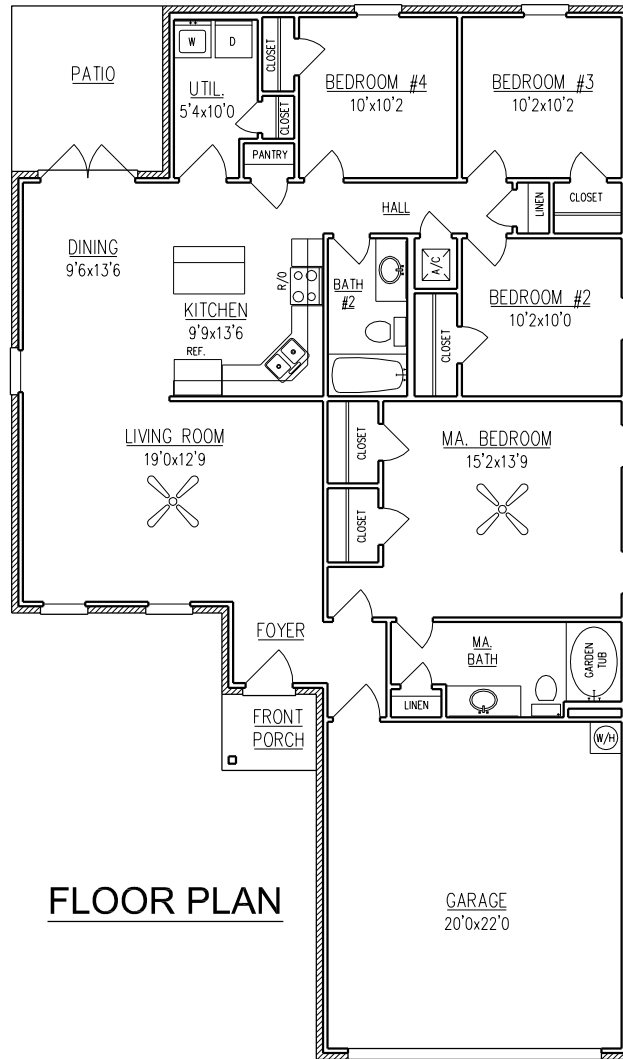 W
D
CLOSET
PATIO
UTIL.
5'4x10'0
BEDROOM #4
10'x10'2
BEDROOM #3
10'2x10'2
CLOSET
PANTRY
HALL
LINEN
CLOSET
DINING
9'6x13'6
R/O
KITCHEN
9'9x13'6
REF.
BATH
#2
A/C
BEDROOM #2
10'2x10'0
CLOSET
LIVING ROOM
19'0x12'9
CLOSET
MA. BEDROOM
15'2x13'9
CLOSET
FOYER
MA.
BATH
GARDEN
TUB
LINEN
FRONT
PORCH
W/H
FLOOR PLAN
GARAGE
20'0x22'0